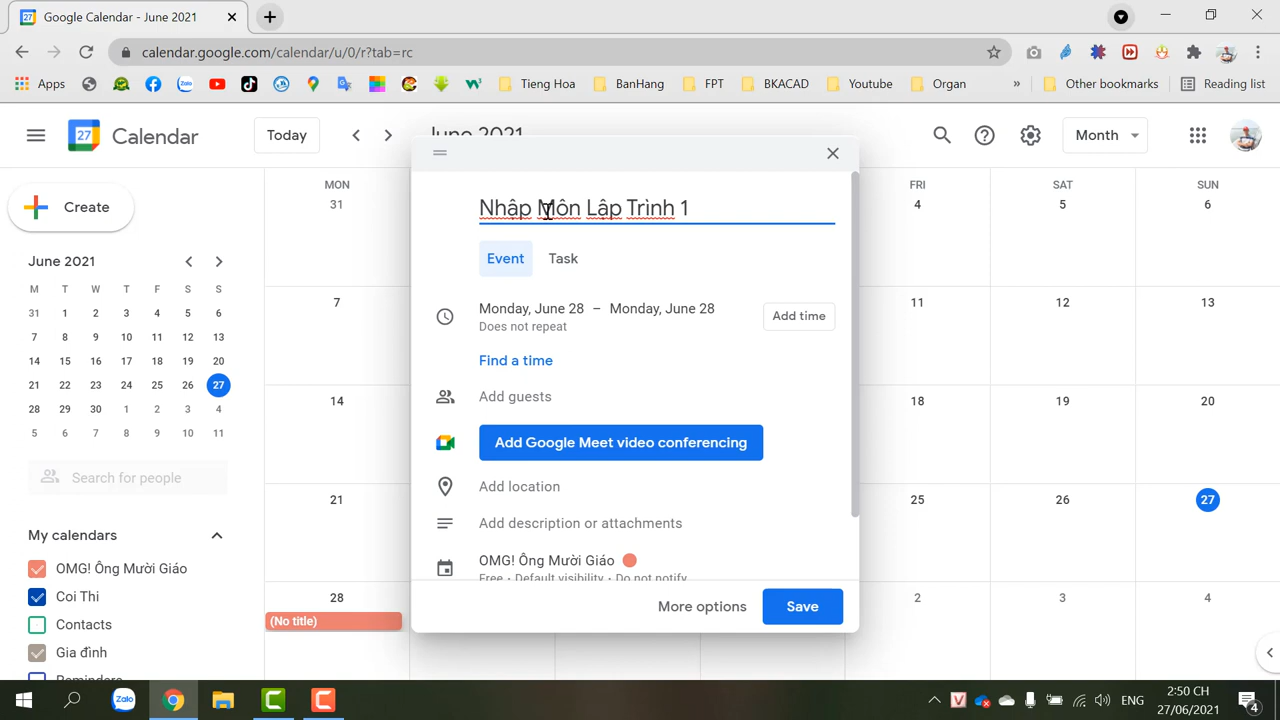 Google Calendar - June 2021
calendar.google.com/calendar/u/0/r?tab=rc
Apps
Tieng Hoa
BanHang
FPT
BKACAD
Youtube
Organ
»
Other bookmarks
Reading list
27
Calendar
Today
June 2021
Month
Create
Nhập Môn Lập Trình 1
Event
Task
Monday, June 28 – Monday, June 28
Does not repeat
Add time
Find a time
Add guests
Add Google Meet video conferencing
Add location
Add description or attachments
OMG! Ông Mười Giáo
Free • Default visibility • Do not notify
More options
Save
June 2021
M T W T F S S
31 1 2 3 4 5 6
7 8 9 10 11 12 13
14 15 16 17 18 19 20
21 22 23 24 25 26 27
28 29 30 1 2 3 4
5 6 7 8 9 10 11
Search for people
My calendars
OMG! Ông Mười Giáo
Coi Thi
Contacts
Gia đình
Reminders
MON FRI SAT SUN
31 4 5 6
7 11 12 13
14 18 19 20
21 25 26 27
28 2 3 4
(No title)
Zalo
ENG
2:50 CH
27/06/2021
4